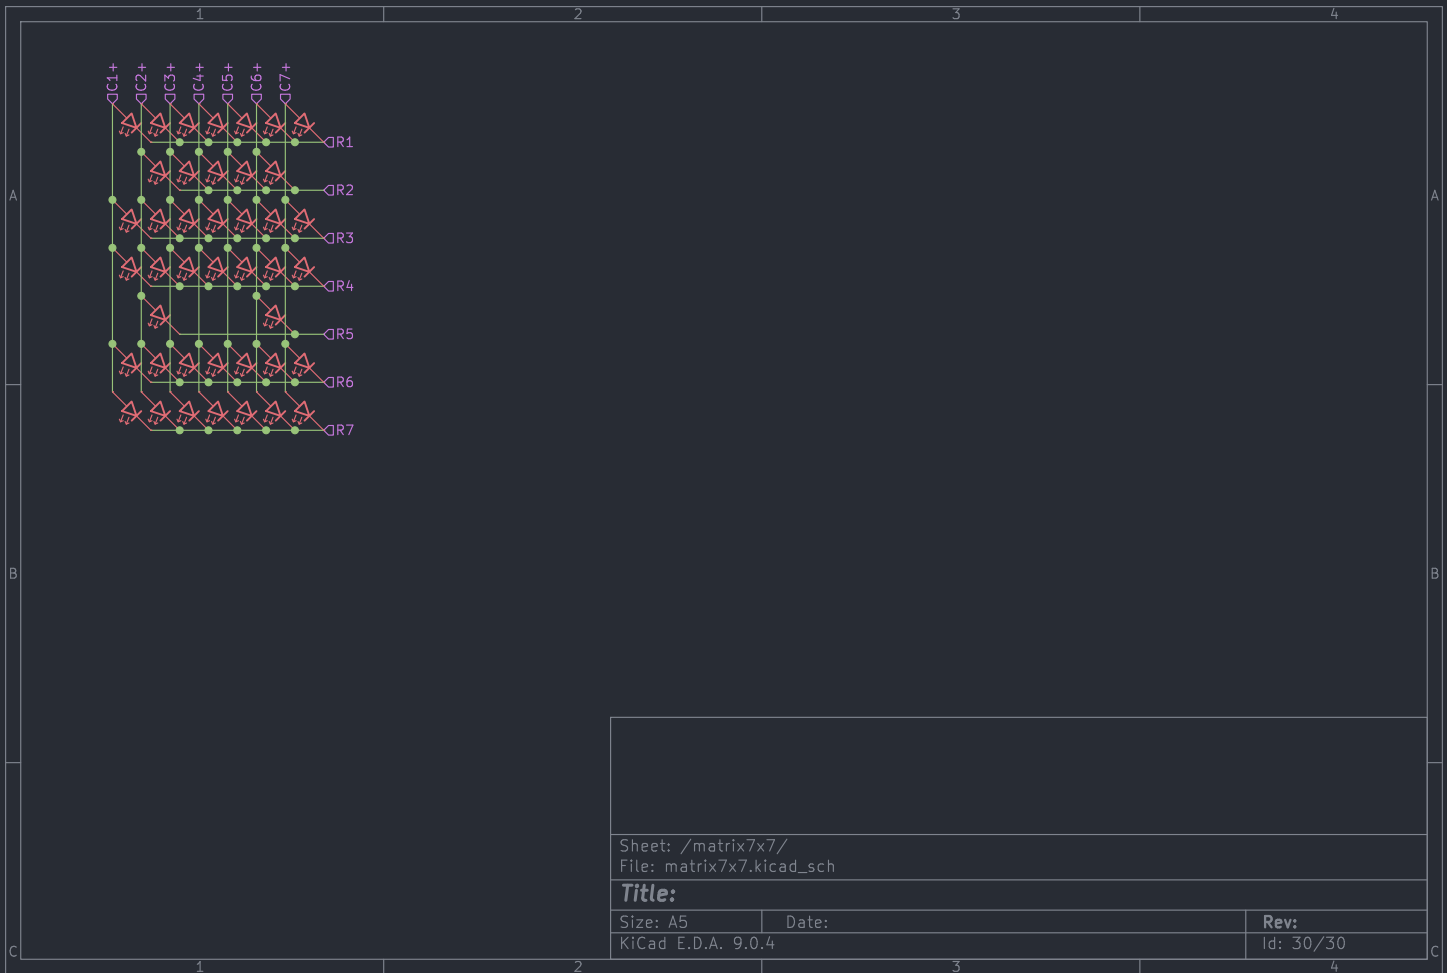 1 2 3 4
C1+ C2+ C3+ C4+ C5+ C6+ C7+
R1
R2
A A
R3
R4
R5
R6
R7
B B
Sheet: /matrix7x7/
File: matrix7x7.kicad_sch
Title:
Size: A5 Date: Rev:
KiCad E.D.A. 9.0.4 Id: 30/30
C C
1 2 3 4